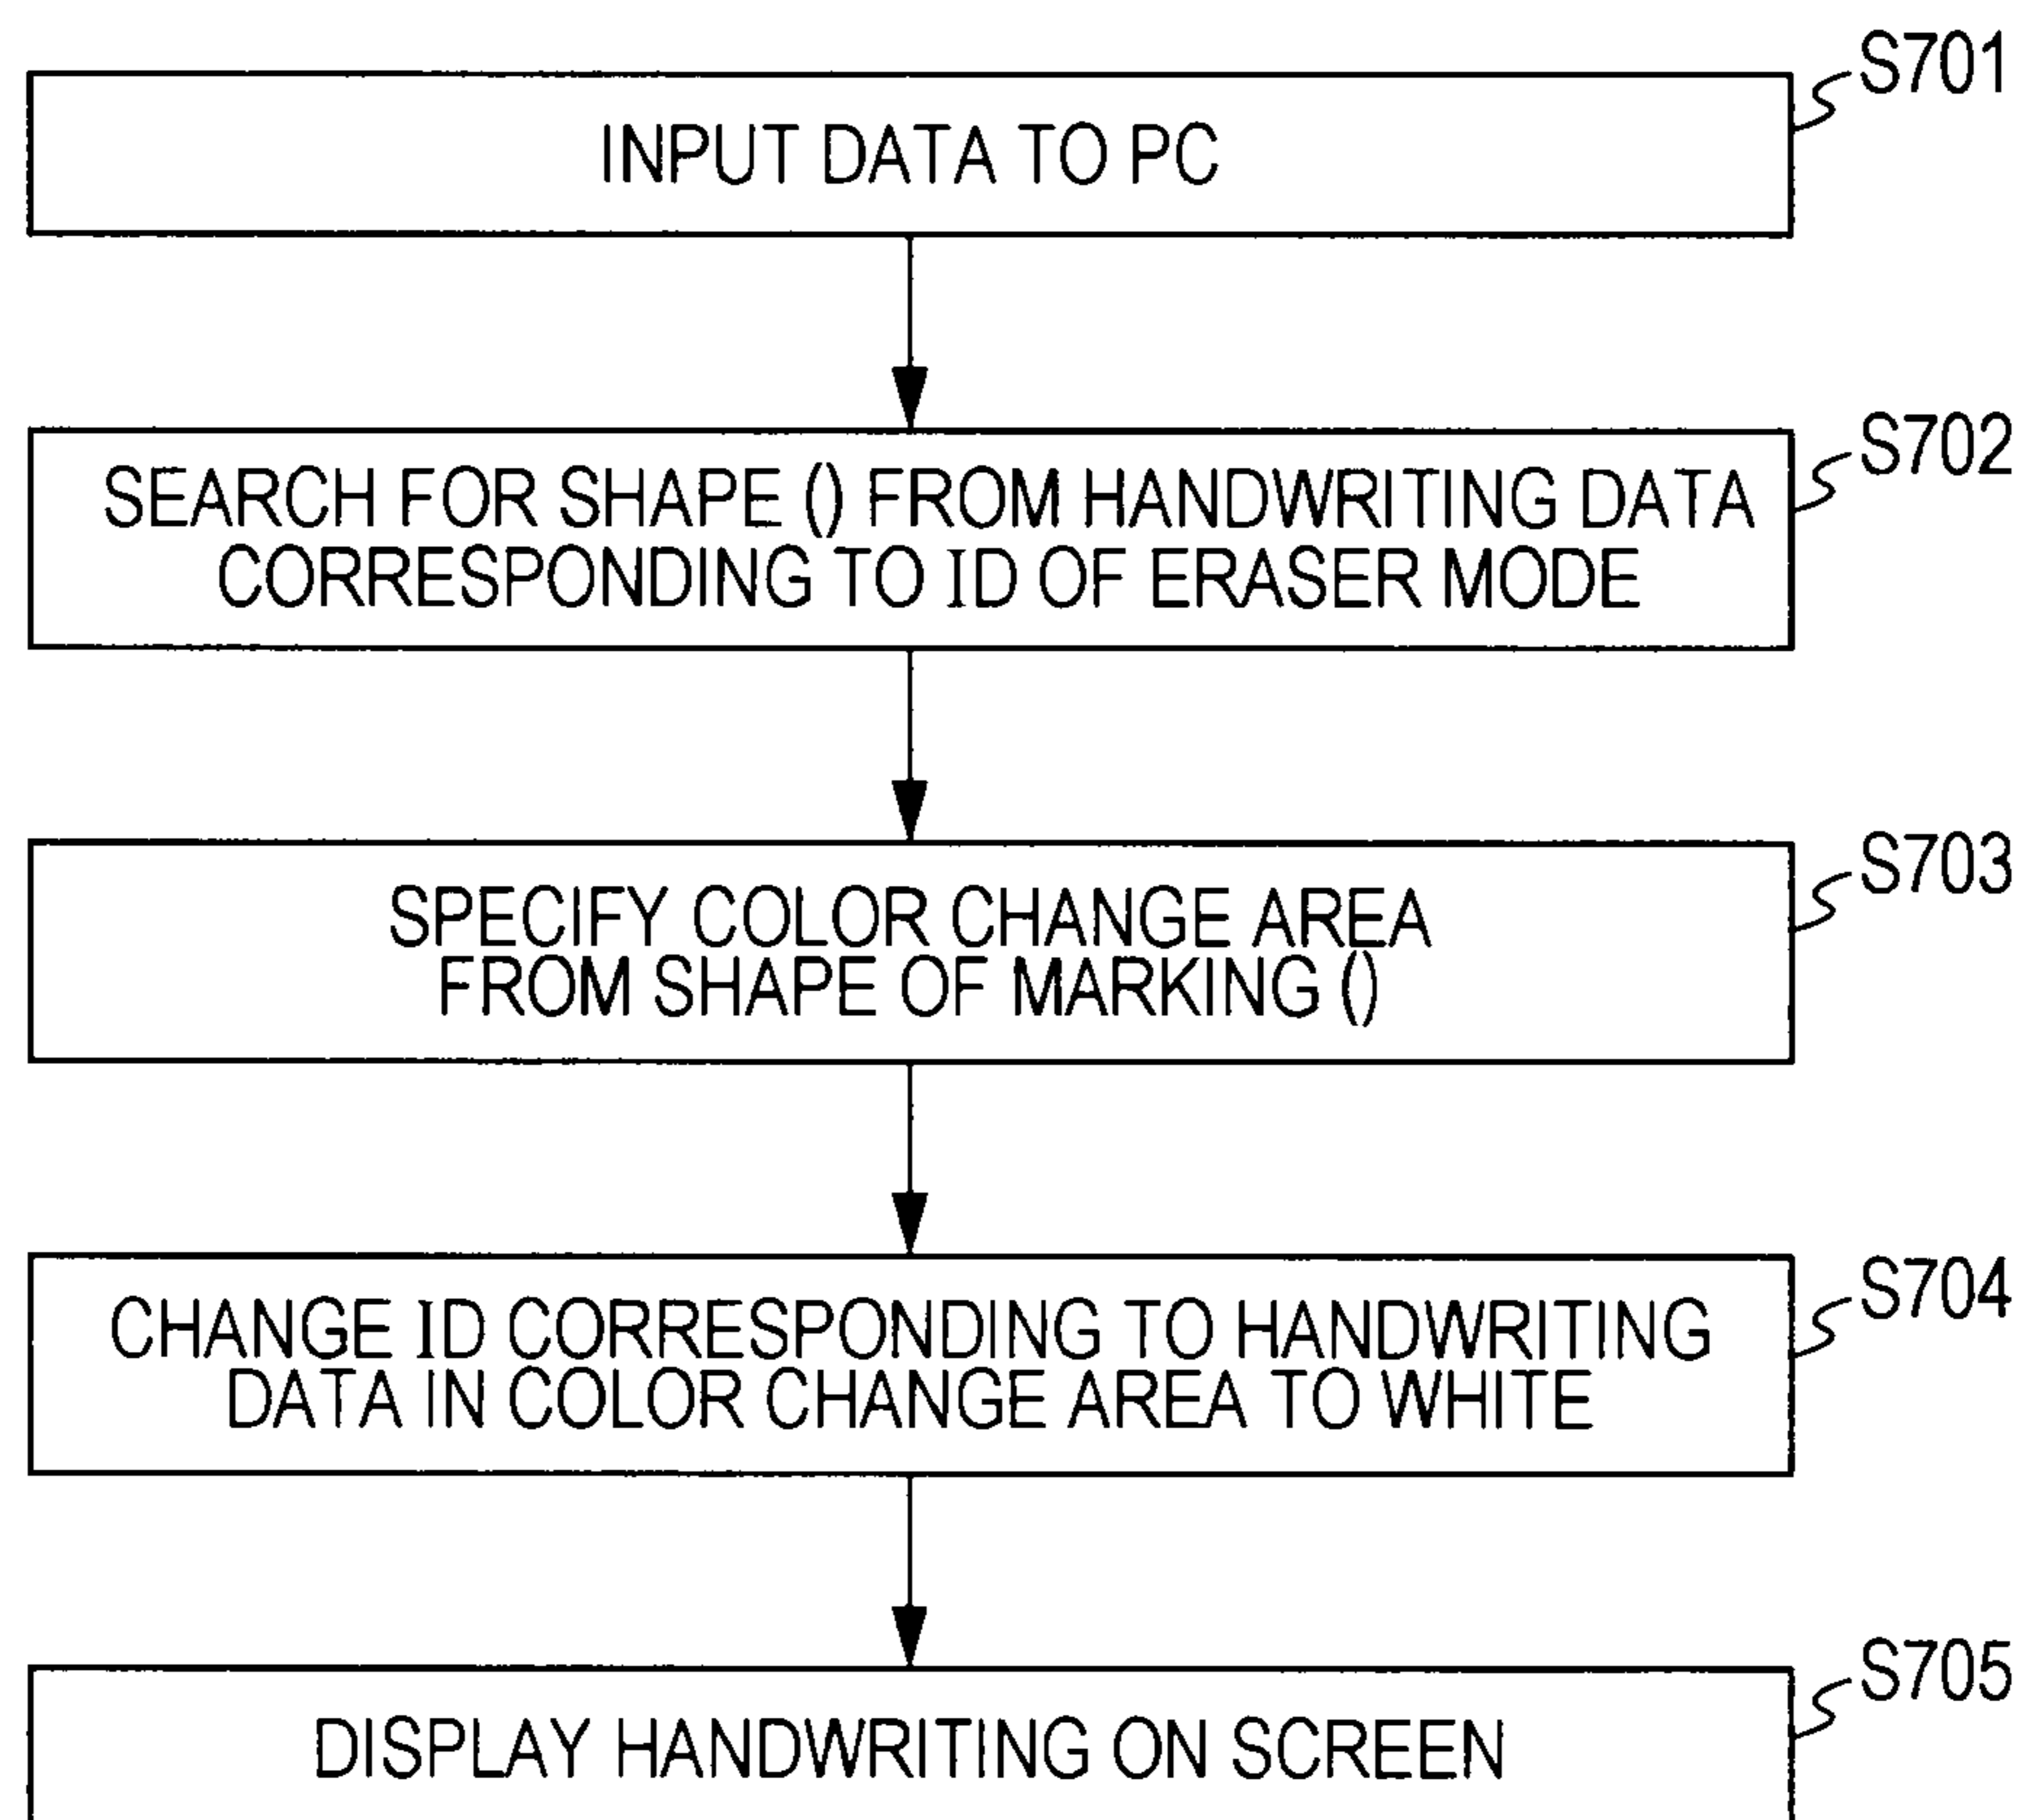 S701
INPUT DATA TO PC
S702
SEARCH FOR SHAPE () FROM HANDWRITING DATA
CORRESPONDING TO ID OF ERASER MODE
S703
SPECIFY COLOR CHANGE AREA
FROM SHAPE OF MARKING ()
S704
CHANGE ID CORRESPONDING TO HANDWRITING
DATA IN COLOR CHANGE AREA TO WHITE
S705
DISPLAY HANDWRITING ON SCREEN